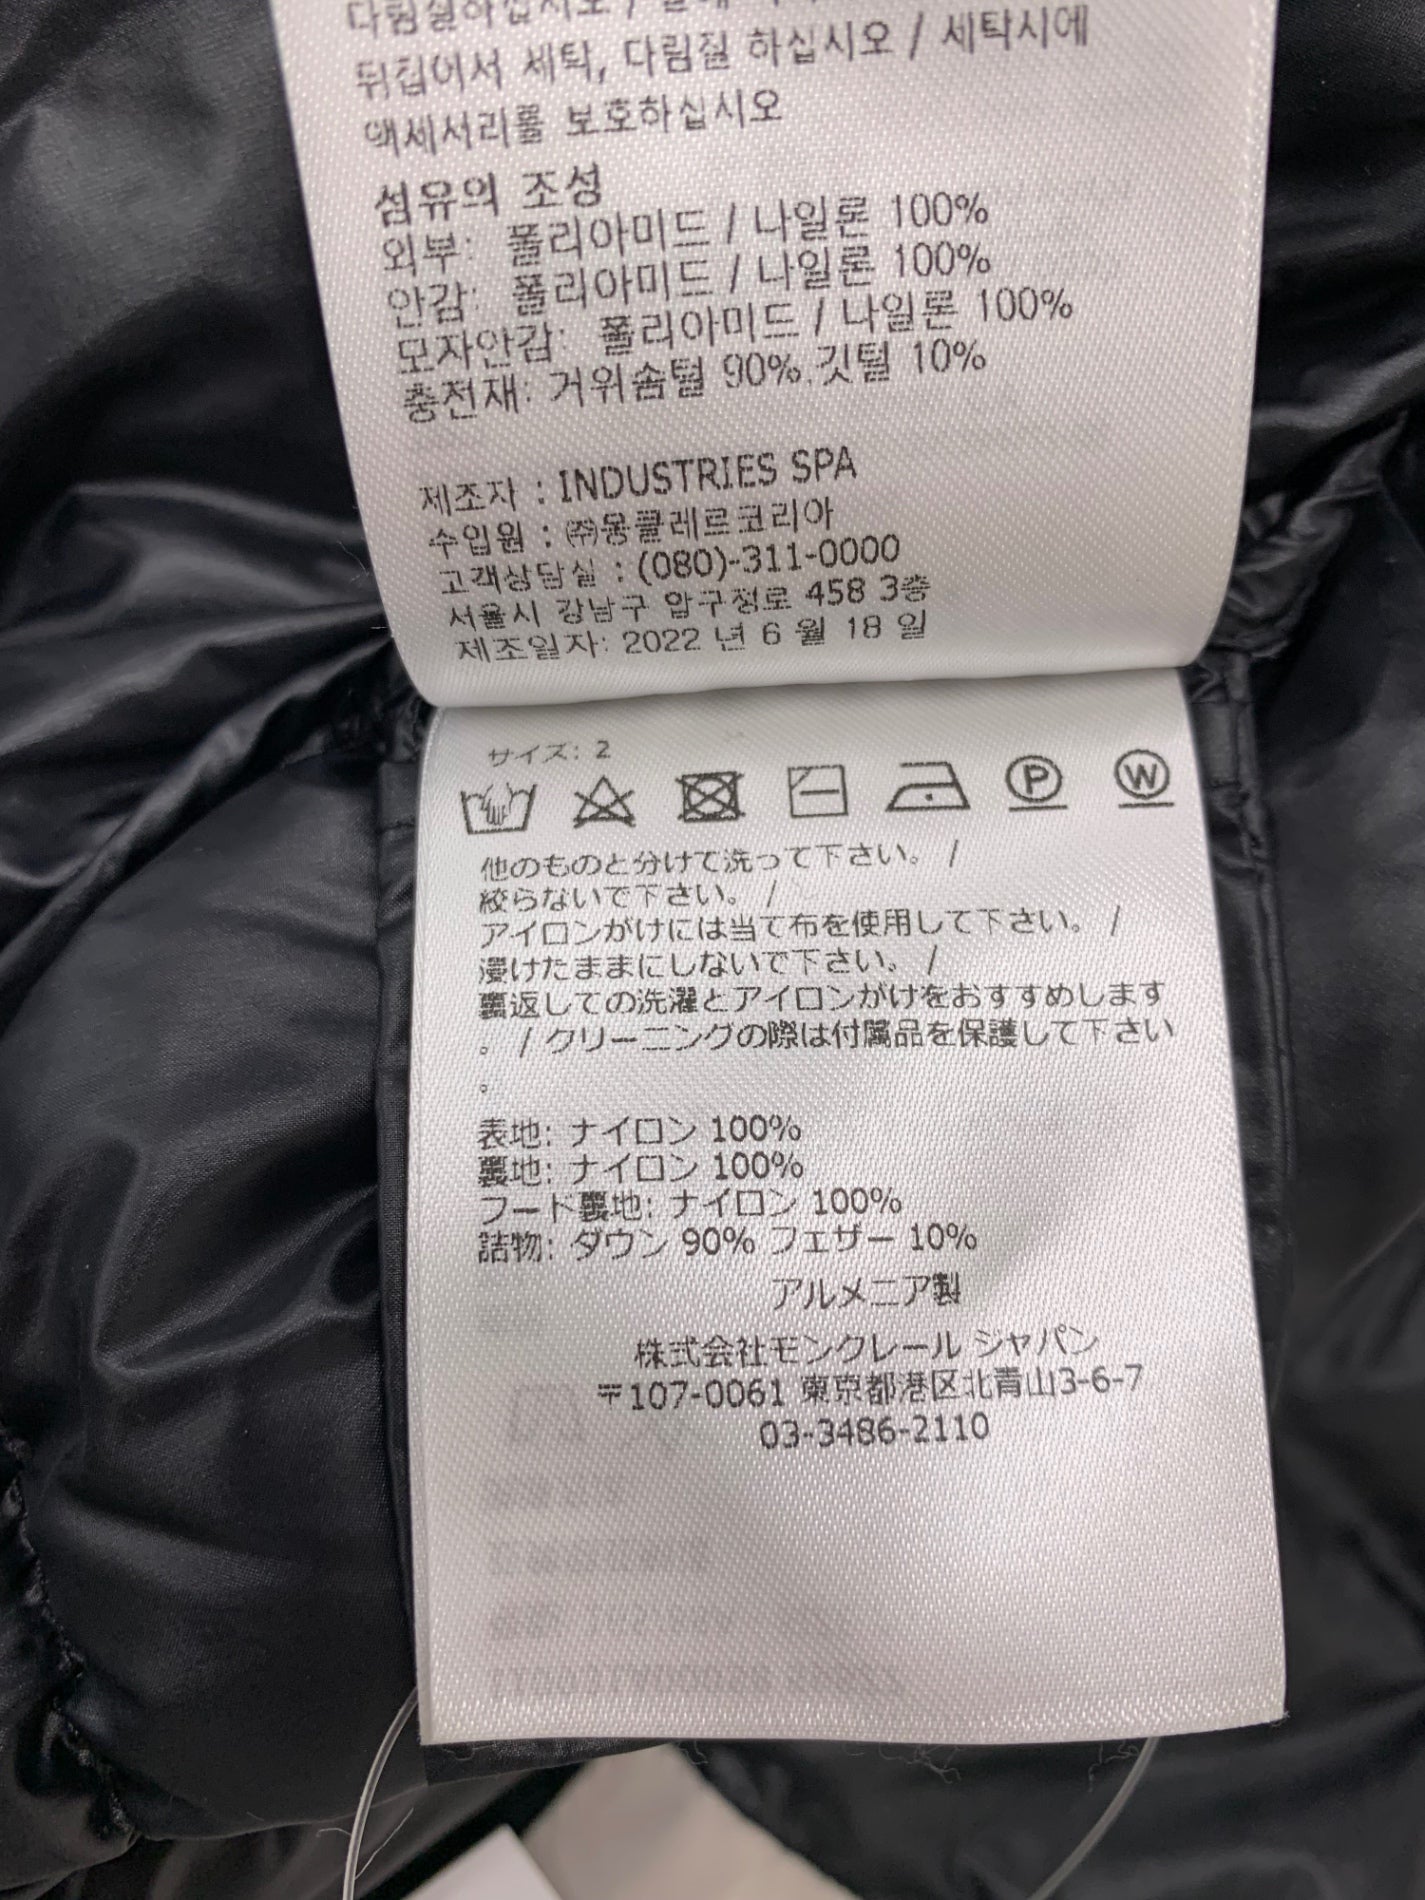 다림질하십시오 /
뒤집어서 세탁, 다림질 하십시오 / 세탁시에
액세서리를 보호하십시오
섬유의 조성
외부: 폴리아미드 / 나일론 100%
안감: 폴리아미드 / 나일론 100%
모자안감: 폴리아미드 / 나일론 100%
충전재: 거위솜털 90%,깃털 10%
제조자 : INDUSTRIES SPA
수입원 : ㈜몽클레르코리아
고객상담실 : (080)-311-0000
서울시 강남구 압구정로 458 3층
제조일자: 2022 년 6 월 18 일
サイズ: 2
P W
他のものと分けて洗って下さい。 /
絞らないで下さい。 /
アイロンがけには当て布を使用して下さい。 /
浸けたままにしないで下さい。 /
裏返しての洗濯とアイロンがけをおすすめします
。 / クリーニングの際は付属品を保護して下さい
。
表地: ナイロン 100%
裏地: ナイロン 100%
フード裏地: ナイロン 100%
詰物: ダウン 90% フェザー 10%
アルメニア製
株式会社モンクレール ジャパン
〒107-0061 東京都港区北青山3-6-7
03-3486-2110